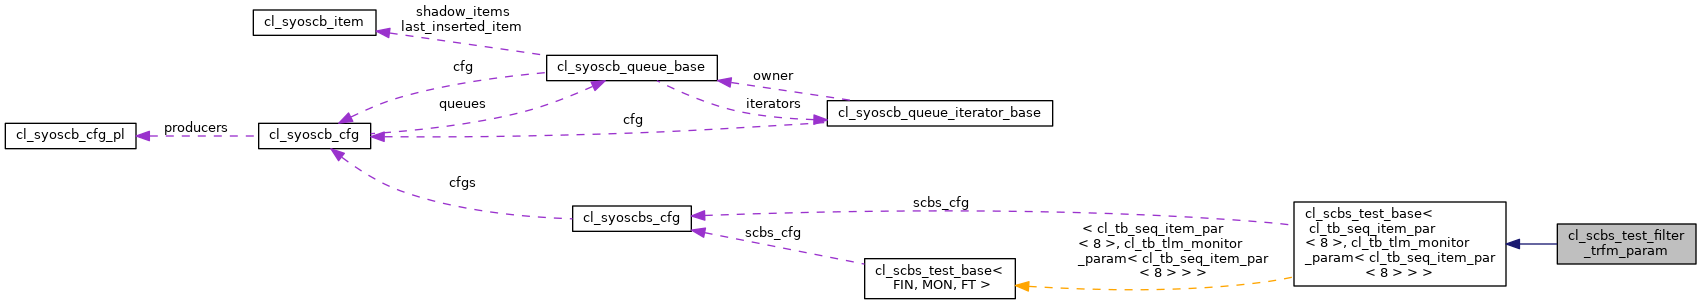 shadow_items
last_inserted_item
cl_syoscb_item
cfg
cl_syoscb_queue_base
owner
queues
iterators
cl_syoscb_queue_iterator_base
producers
cfg
cl_syoscb_cfg_pl
cl_syoscb_cfg
cfgs
cl_syoscbs_cfg
scbs_cfg
scbs_cfg
cl_scbs_test_base<
FIN, MON, FT >
< cl_tb_seq_item_par
< 8 >, cl_tb_tlm_monitor
_param< cl_tb_seq_item_par
< 8 > > >
cl_scbs_test_base<
cl_tb_seq_item_par
< 8 >, cl_tb_tlm_monitor
_param< cl_tb_seq_item_par
< 8 > > >
cl_scbs_test_filter
_trfm_param